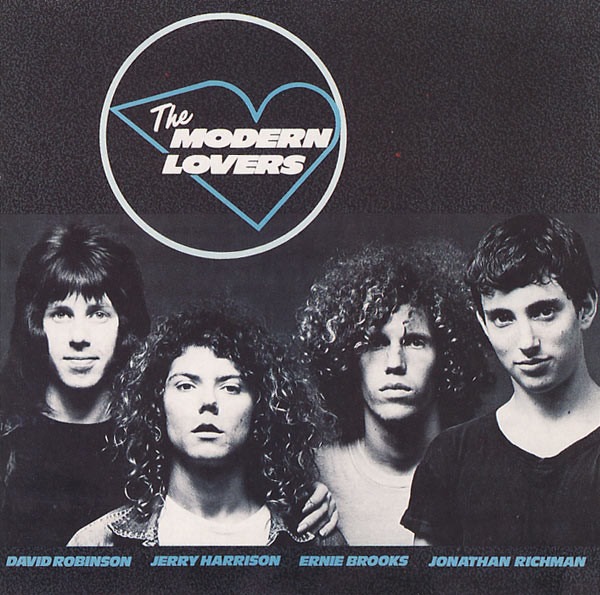 The
MODERN
LOVERS
DAVID ROBINSON JERRY HARRISON ERNIE BROOKS JONATHAN RICHMAN